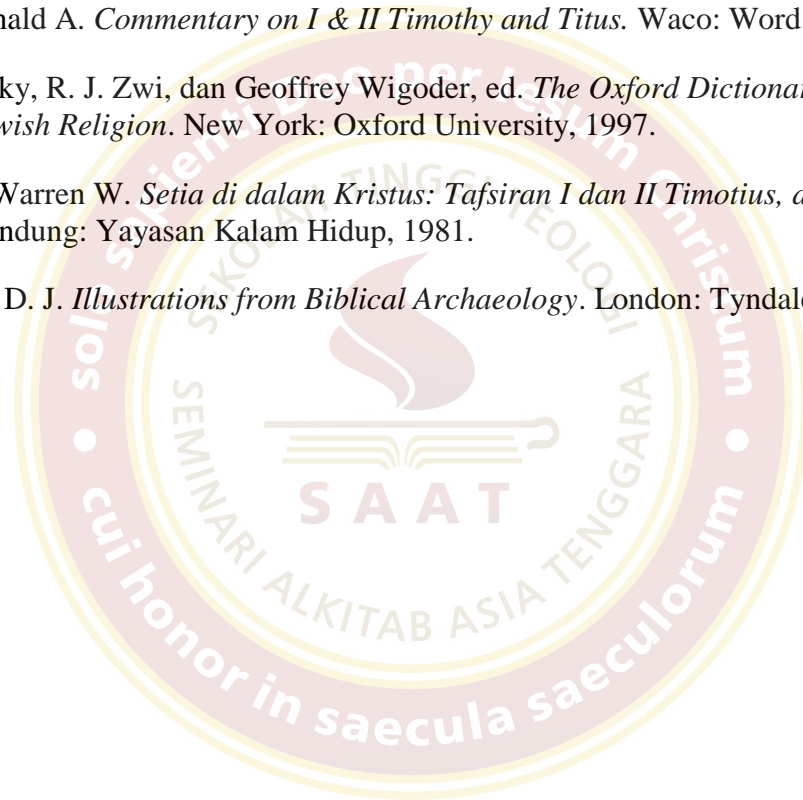 nald A. Commentary on I & II Timothy and Titus. Waco: Word
ky, R. J. Zwi, dan Geoffrey Wigoder, ed. The Oxford Dictionar
wish Religion. New York: Oxford University, 1997.
Warren W. Setia di dalam Kristus: Tafsiran I dan II Timotius, d
ndung: Yayasan Kalam Hidup, 1981.
D. J. Illustrations from Biblical Archaeology. London: Tyndale
solo sapienti Deo per Iesum Christum
SEKOLAH TINGGI TEOLOGI
SEMINARI ALKITAB ASIA TENGGARA
SAAT
cui honor in saecula saeculorum